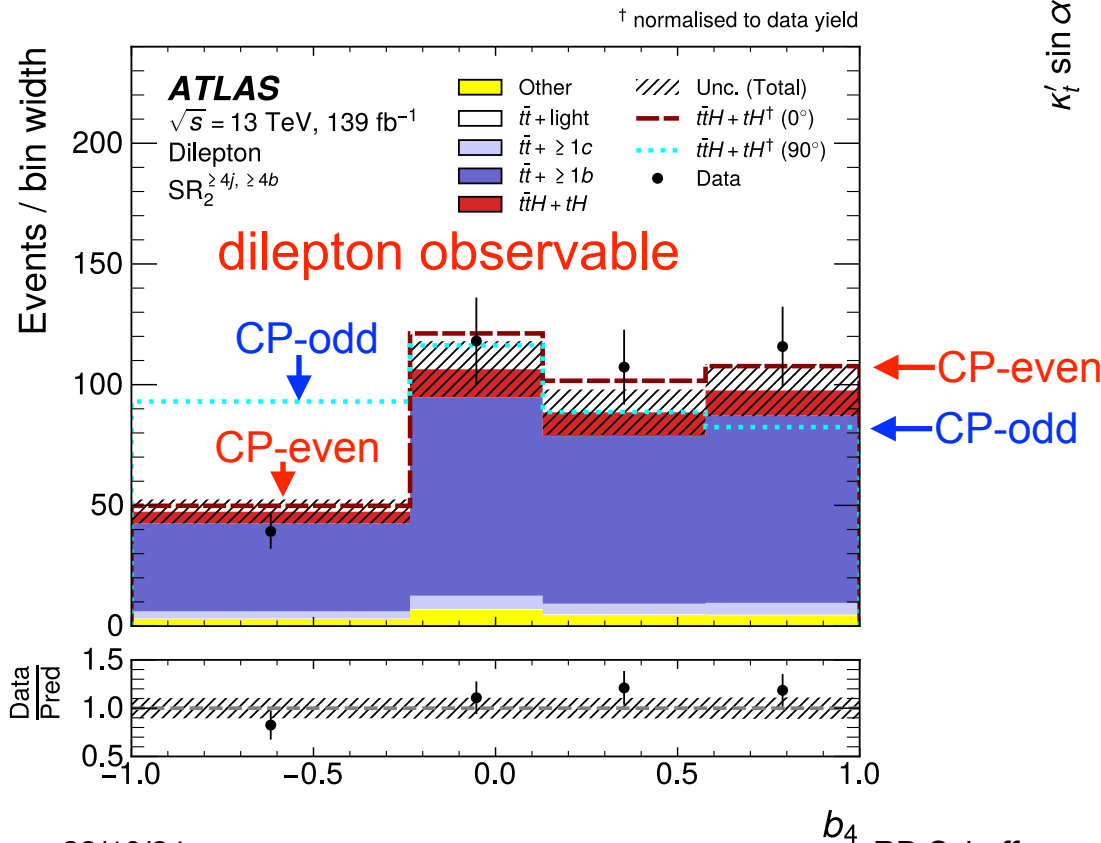 † normalised to data yield
κ′ₜ sin α
Events / bin width
200
150
100
50
0
ATLAS
√s = 13 TeV, 139 fb⁻¹
Dilepton
SR₂^{≥4j, ≥4b}
Other
tt̄ + light
tt̄ + ≥ 1c
tt̄ + ≥ 1b
tt̄H + tH
Unc. (Total)
tt̄H + tH† (0°)
tt̄H + tH† (90°)
Data
dilepton observable
CP-odd
CP-even
CP-even
CP-odd
Data
Pred
1.5
1.0
0.5
−1.0
−0.5
0.0
0.5
1.0
b₄